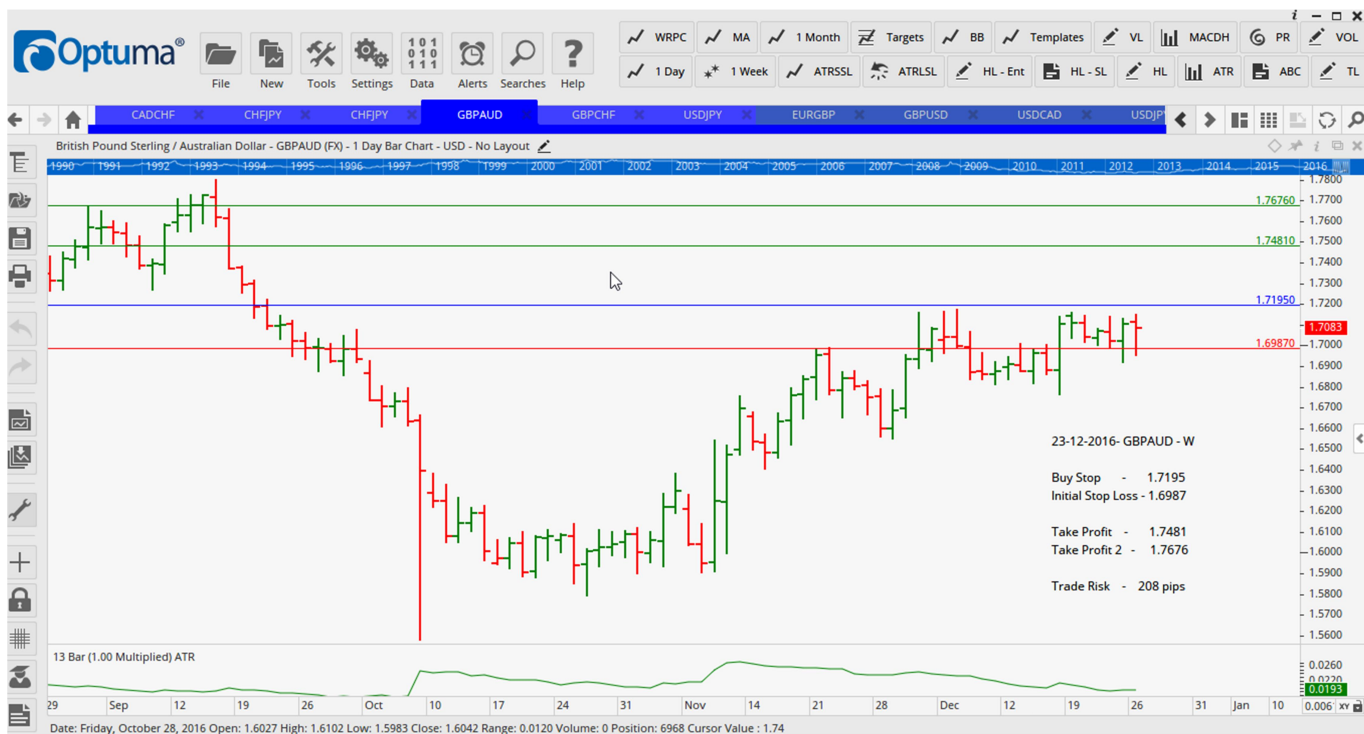 Optuma®
File New Tools Settings Data Alerts Searches Help
WRPC MA 1 Month Targets BB Templates VL MACDH PR VOL
1 Day 1 Week ATRSSL ATRLSL HL - Ent HL - SL HL ATR ABC TL
CADCHF CHFJPY CHFJPY GBPAUD GBPCHF USDJPY EURGBP GBPUSD USDCAD USDJP
British Pound Sterling / Australian Dollar - GBPAUD (FX) - 1 Day Bar Chart - USD - No Layout
1990 1991 1992 1993 1994 1995 1996 1997 1998 1999 2000 2001 2002 2003 2004 2005 2006 2007 2008 2009 2010 2011 2012 2013 2014 2015 2016
1.7800
1.76760 1.7700
1.7600
1.74810 1.7500
1.7400
1.7300
1.71950 1.7200
1.7083
1.69870 1.7000
1.6900
1.6800
1.6700
1.6600
23-12-2016- GBPAUD - W
1.6500
1.6400
Buy Stop - 1.7195
1.6300
Initial Stop Loss - 1.6987
1.6200
Take Profit - 1.7481
1.6100
Take Profit 2 - 1.7676
1.6000
1.5900
Trade Risk - 208 pips
1.5800
1.5700
1.5600
13 Bar (1.00 Multiplied) ATR
0.0260
0.0220
0.0193
29 Sep 12 19 26 Oct 10 17 24 31 Nov 14 21 28 Dec 12 19 26 31 Jan 10 0.006 XY
Date: Friday, October 28, 2016 Open: 1.6027 High: 1.6102 Low: 1.5983 Close: 1.6042 Range: 0.0120 Volume: 0 Position: 6968 Cursor Value : 1.74